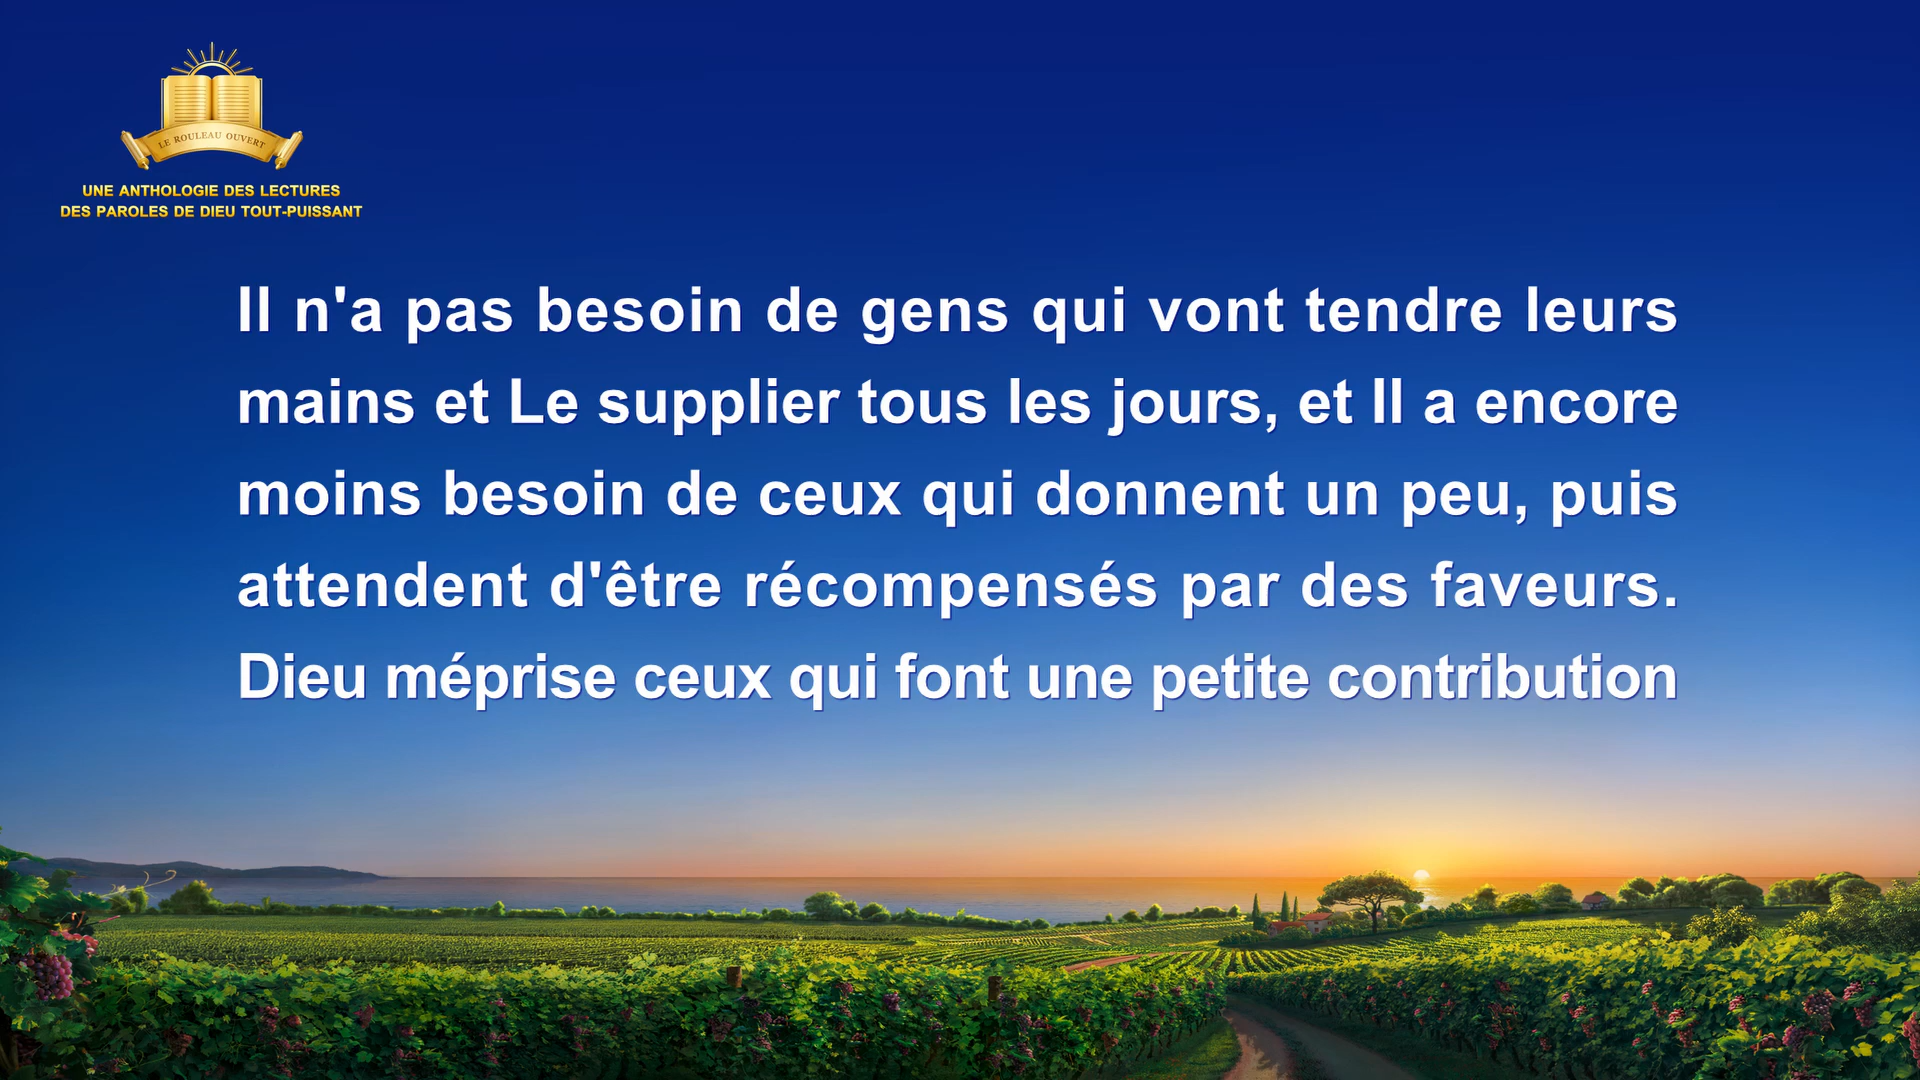 LE ROULEAU OUVERT
UNE ANTHOLOGIE DES LECTURES
DES PAROLES DE DIEU TOUT-PUISSANT
Il n'a pas besoin de gens qui vont tendre leurs
mains et Le supplier tous les jours, et Il a encore
moins besoin de ceux qui donnent un peu, puis
attendent d'être récompensés par des faveurs.
Dieu méprise ceux qui font une petite contribution